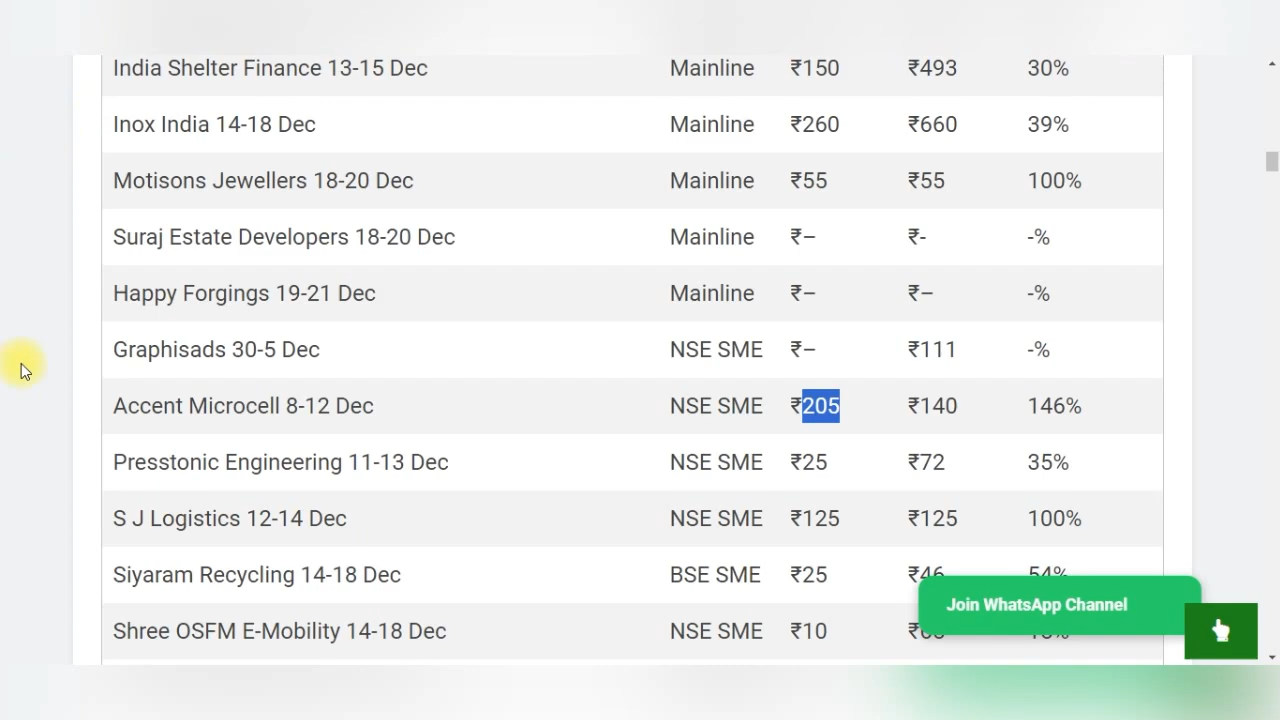 India Shelter Finance 13-15 Dec Mainline ₹150 ₹493 30%
Inox India 14-18 Dec Mainline ₹260 ₹660 39%
Motisons Jewellers 18-20 Dec Mainline ₹55 ₹55 100%
Suraj Estate Developers 18-20 Dec Mainline ₹– ₹- -%
Happy Forgings 19-21 Dec Mainline ₹– ₹– -%
Graphisads 30-5 Dec NSE SME ₹– ₹111 -%
Accent Microcell 8-12 Dec NSE SME ₹205 ₹140 146%
Presstonic Engineering 11-13 Dec NSE SME ₹25 ₹72 35%
S J Logistics 12-14 Dec NSE SME ₹125 ₹125 100%
Siyaram Recycling 14-18 Dec BSE SME ₹25 ₹46 54%
Join WhatsApp Channel
Shree OSFM E-Mobility 14-18 Dec NSE SME ₹10